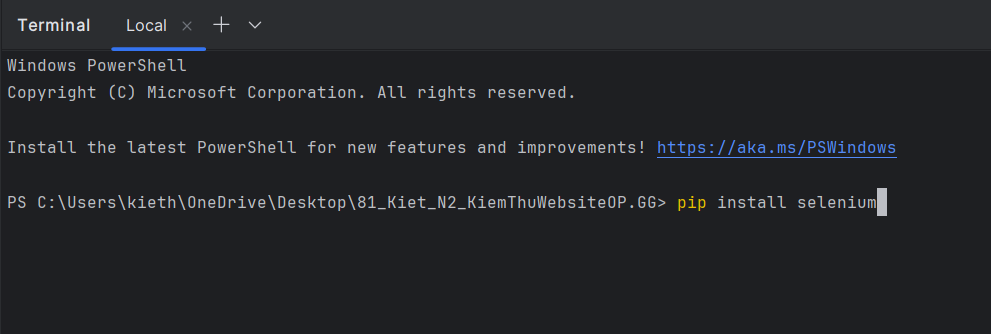 Terminal Local
Windows PowerShell
Copyright (C) Microsoft Corporation. All rights reserved.
Install the latest PowerShell for new features and improvements! https://aka.ms/PSWindows
PS C:\Users\kieth\OneDrive\Desktop\81_Kiet_N2_KiemThuWebsiteOP.GG> pip install selenium